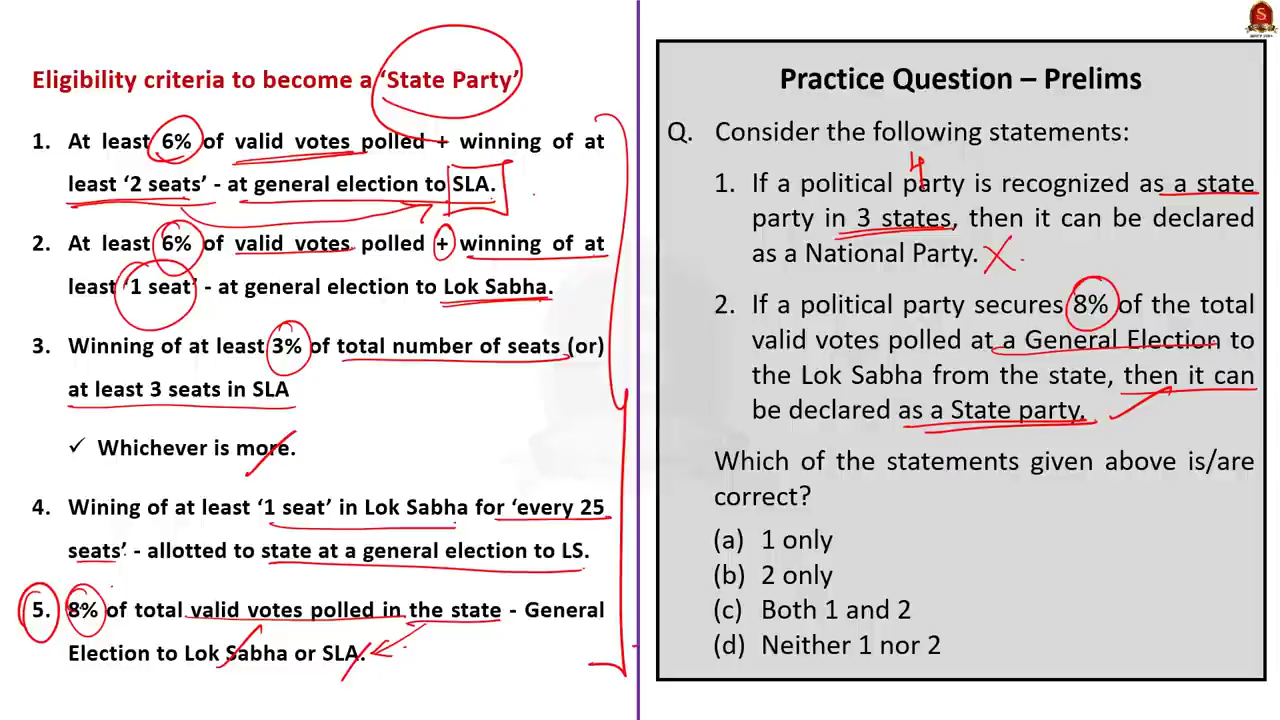 Eligibility criteria to become a ‘State Party’
1. At least 6% of valid votes polled + winning of at
least ‘2 seats’ - at general election to SLA.
2. At least 6% of valid votes polled + winning of at
least ‘1 seat’ - at general election to Lok Sabha.
3. Winning of at least 3% of total number of seats (or)
at least 3 seats in SLA
✓ Whichever is more.
4. Wining of at least ‘1 seat’ in Lok Sabha for ‘every 25
seats’ - allotted to state at a general election to LS.
5. 8% of total valid votes polled in the state - General
Election to Lok Sabha or SLA.
Practice Question – Prelims
Q. Consider the following statements:
4
1. If a political party is recognized as a state
party in 3 states, then it can be declared
as a National Party.
2. If a political party secures 8% of the total
valid votes polled at a General Election to
the Lok Sabha from the state, then it can
be declared as a State party.
Which of the statements given above is/are
correct?
(a) 1 only
(b) 2 only
(c) Both 1 and 2
(d) Neither 1 nor 2